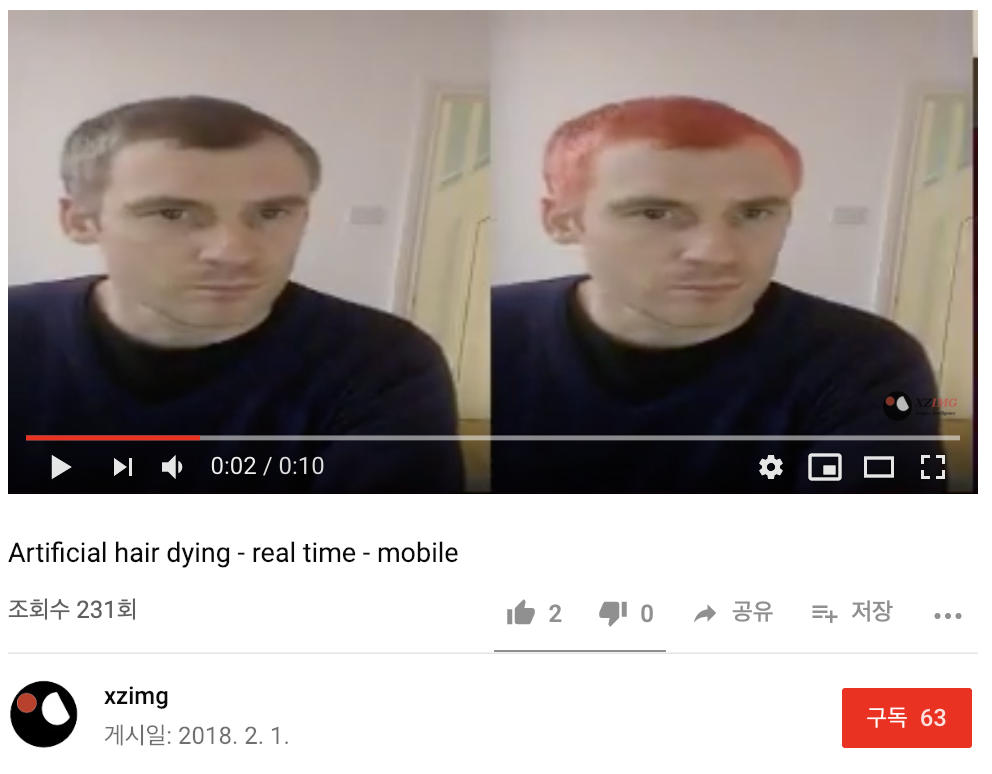 XZIMG
0:02 / 0:10
Artificial hair dying - real time - mobile
조회수 231회
2 0 공유 저장
xzimg
게시일: 2018. 2. 1.
구독 63